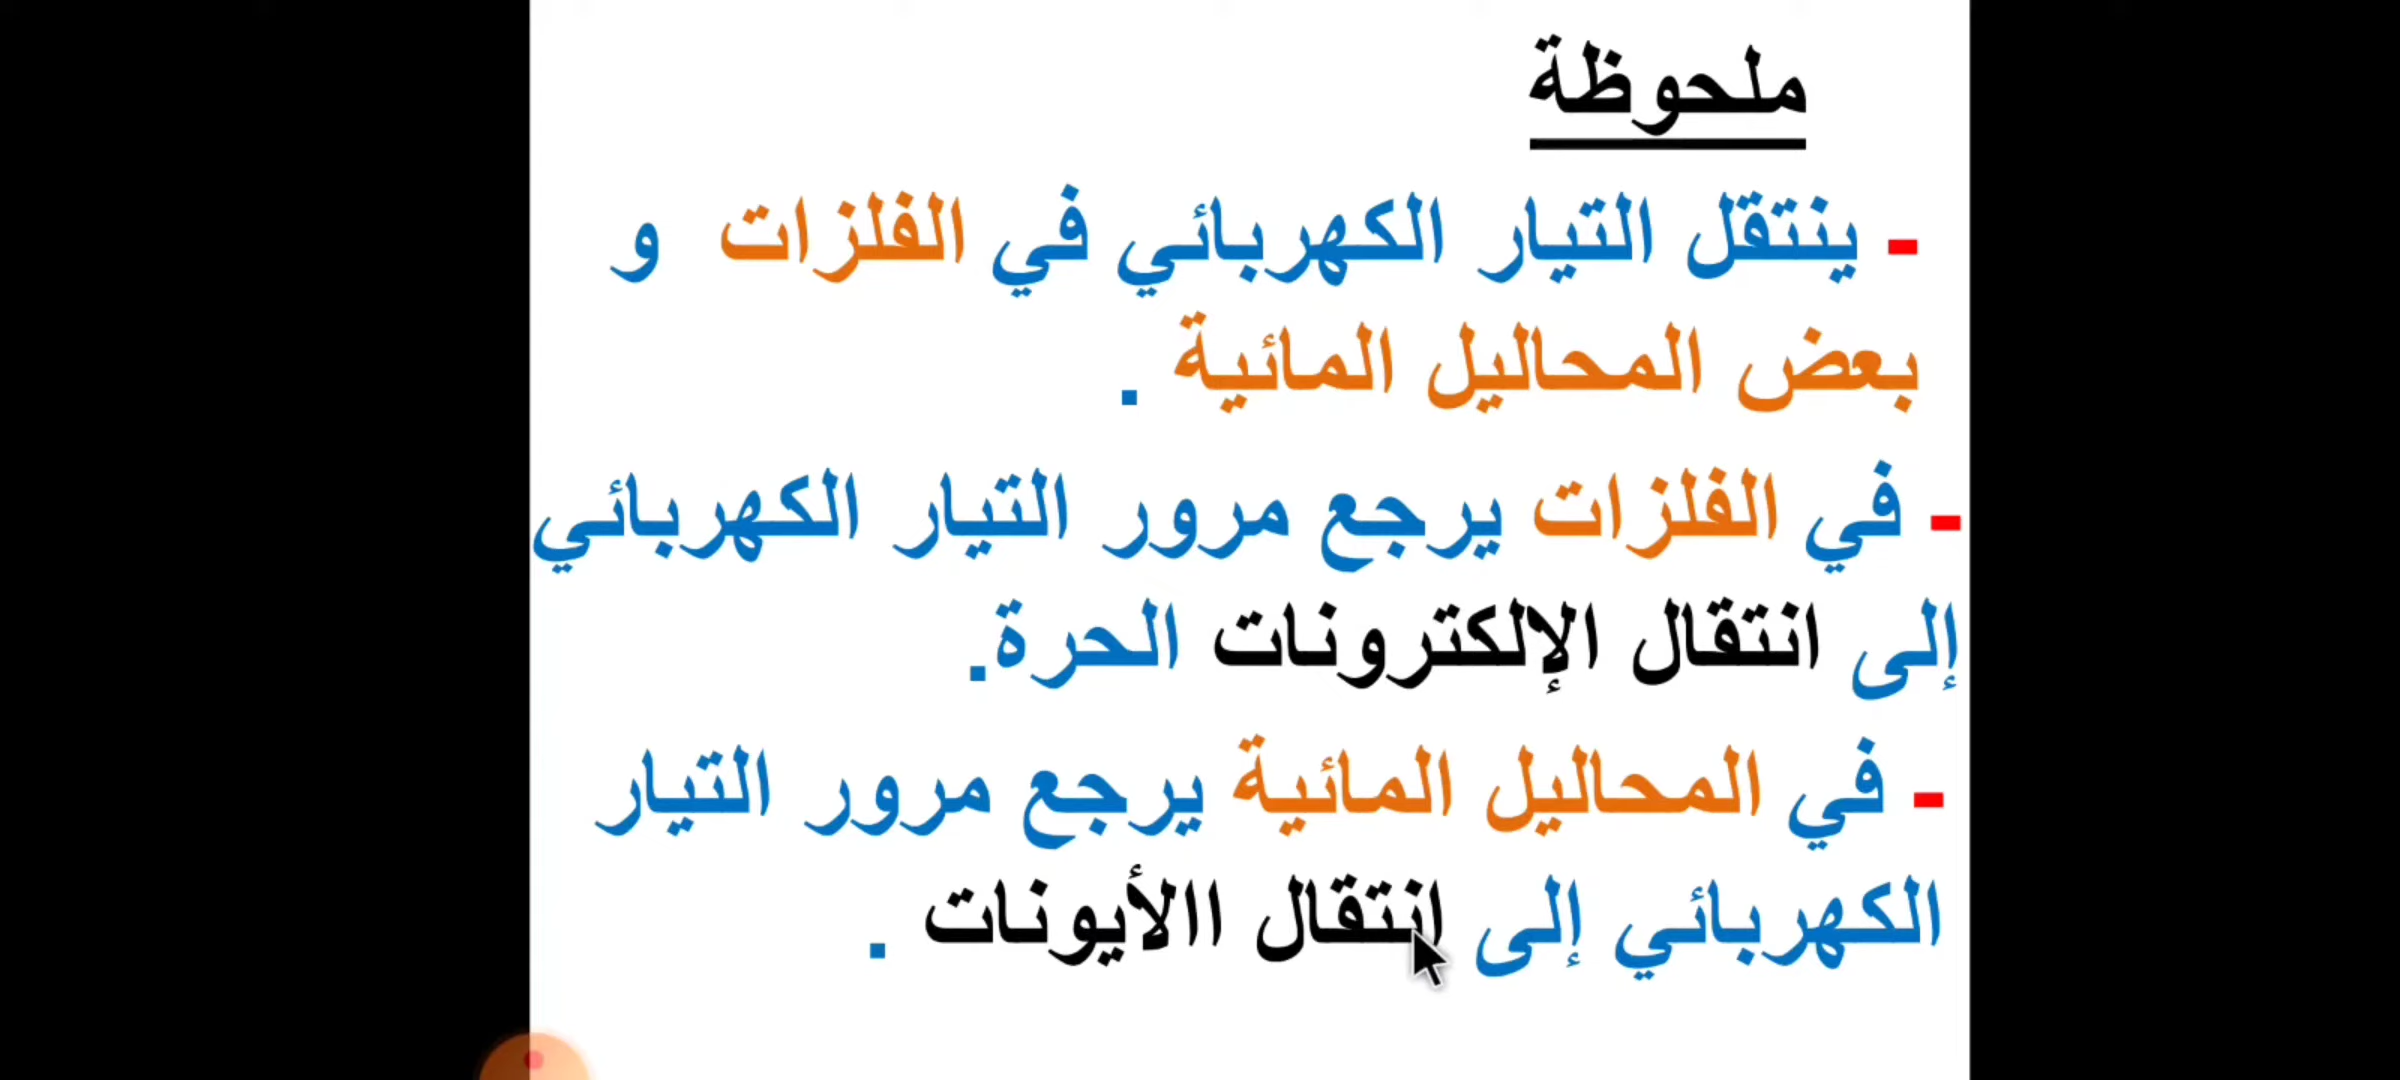 ملحوظة
- ينتقل التيار الكهربائي في الفلزات و
بعض المحاليل المائية .
- في الفلزات يرجع مرور التيار الكهربائي
إلى انتقال الإلكترونات الحرة.
- في المحاليل المائية يرجع مرور التيار
الكهربائي إلى انتقال االأيونات .